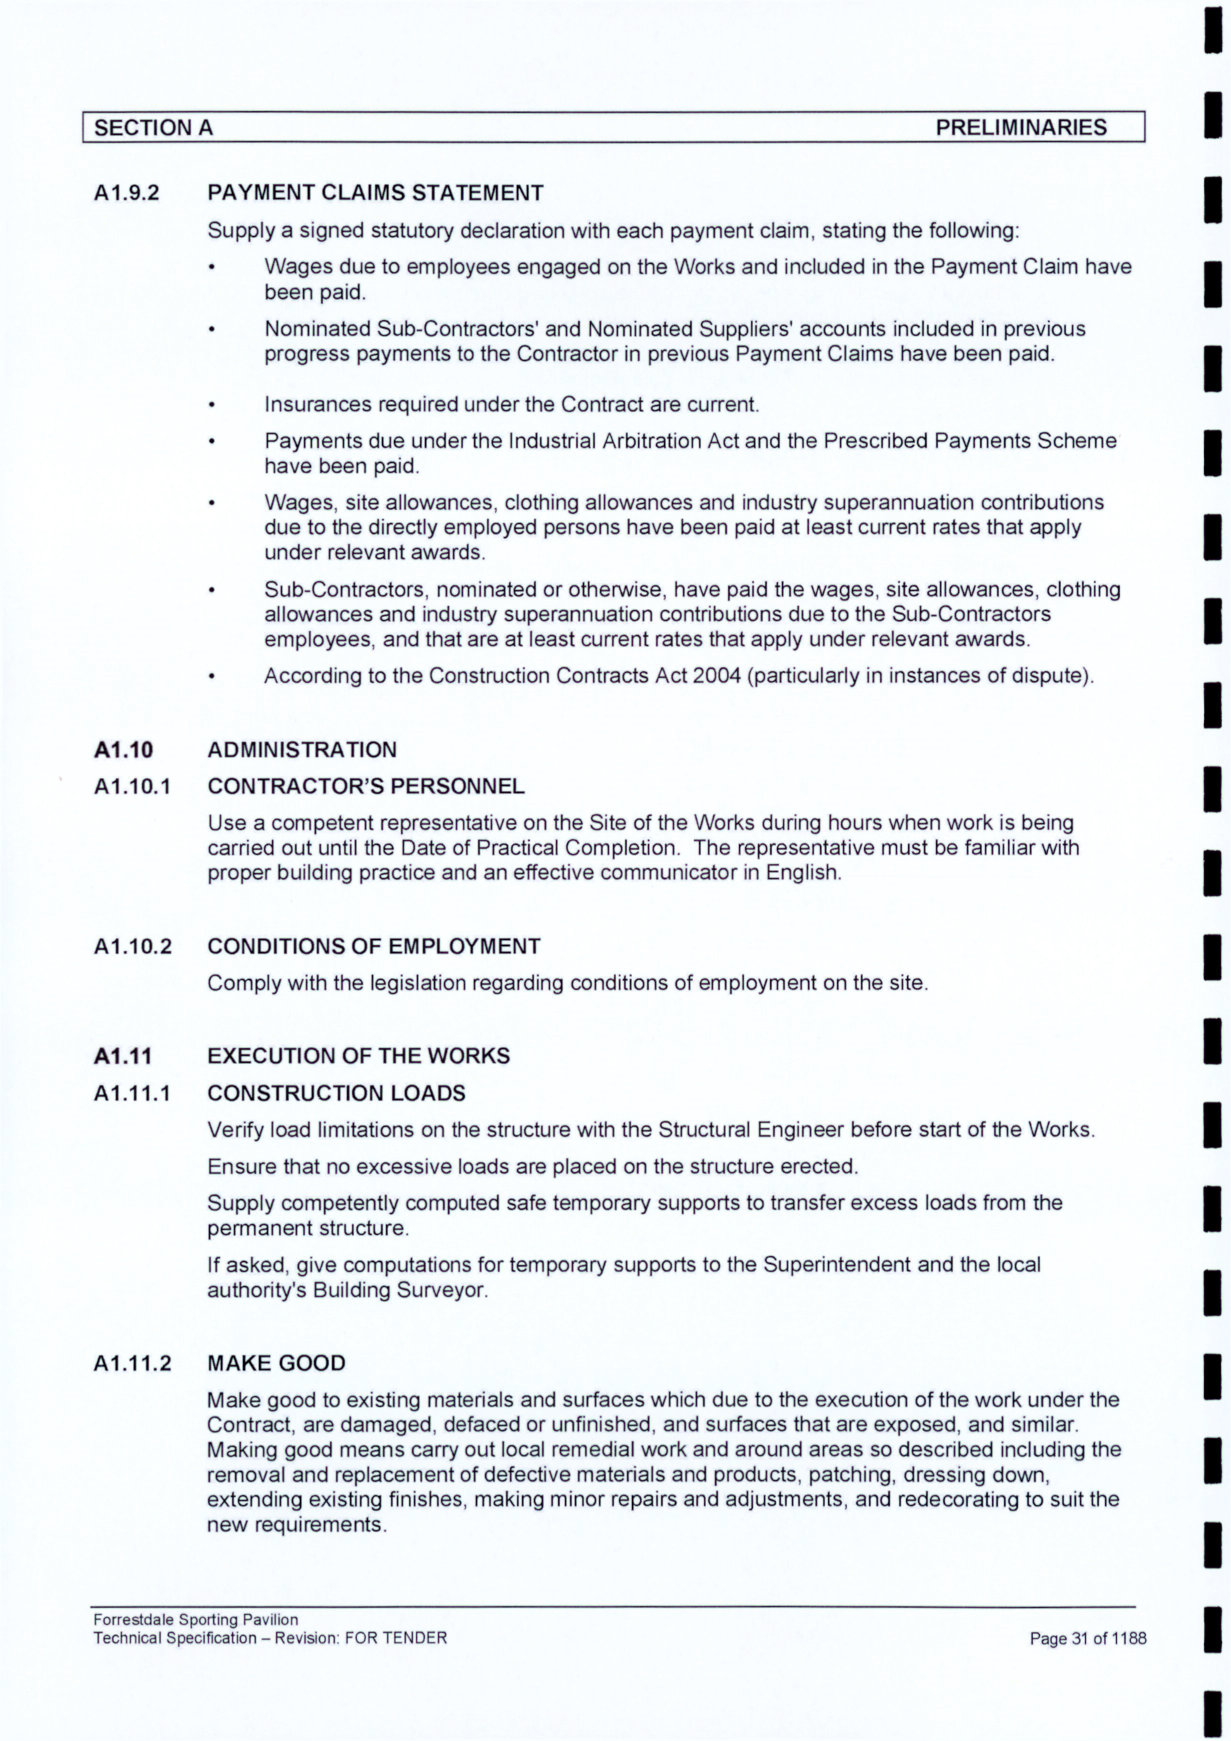 SECTION A PRELIMINARIES
A1.9.2 PAYMENT CLAIMS STATEMENT
Supply a signed statutory declaration with each payment claim, stating the following:
• Wages due to employees engaged on the Works and included in the Payment Claim have
been paid.
• Nominated Sub-Contractors' and Nominated Suppliers' accounts included in previous
progress payments to the Contractor in previous Payment Claims have been paid.
• Insurances required under the Contract are current.
• Payments due under the Industrial Arbitration Act and the Prescribed Payments Scheme
have been paid.
• Wages, site allowances, clothing allowances and industry superannuation contributions
due to the directly employed persons have been paid at least current rates that apply
under relevant awards.
• Sub-Contractors, nominated or otherwise, have paid the wages, site allowances, clothing
allowances and industry superannuation contributions due to the Sub-Contractors
employees, and that are at least current rates that apply under relevant awards.
• According to the Construction Contracts Act 2004 (particularly in instances of dispute).
A1.10 ADMINISTRATION
A1.10.1 CONTRACTOR’S PERSONNEL
Use a competent representative on the Site of the Works during hours when work is being
carried out until the Date of Practical Completion. The representative must be familiar with
proper building practice and an effective communicator in English.
A1.10.2 CONDITIONS OF EMPLOYMENT
Comply with the legislation regarding conditions of employment on the site.
A1.11 EXECUTION OF THE WORKS
A1.11.1 CONSTRUCTION LOADS
Verify load limitations on the structure with the Structural Engineer before start of the Works.
Ensure that no excessive loads are placed on the structure erected.
Supply competently computed safe temporary supports to transfer excess loads from the
permanent structure.
If asked, give computations for temporary supports to the Superintendent and the local
authority's Building Surveyor.
A1.11.2 MAKE GOOD
Make good to existing materials and surfaces which due to the execution of the work under the
Contract, are damaged, defaced or unfinished, and surfaces that are exposed, and similar.
Making good means carry out local remedial work and around areas so described including the
removal and replacement of defective materials and products, patching, dressing down,
extending existing finishes, making minor repairs and adjustments, and redecorating to suit the
new requirements.
Forrestdale Sporting Pavilion
Technical Specification – Revision: FOR TENDER Page 31 of 1188